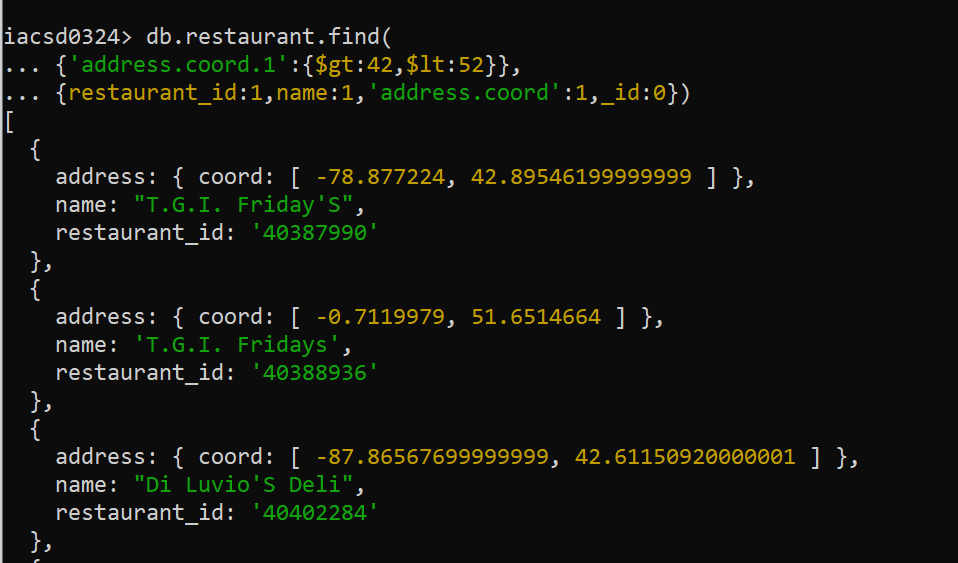 iacsd0324> db.restaurant.find(
... {'address.coord.1':{$gt:42,$lt:52}},
... {restaurant_id:1,name:1,'address.coord':1,_id:0})
[
  {
    address: { coord: [ -78.877224, 42.89546199999999 ] },
    name: "T.G.I. Friday'S",
    restaurant_id: '40387990'
  },
  {
    address: { coord: [ -0.7119979, 51.6514664 ] },
    name: 'T.G.I. Fridays',
    restaurant_id: '40388936'
  },
  {
    address: { coord: [ -87.86567699999999, 42.61150920000001 ] },
    name: "Di Luvio'S Deli",
    restaurant_id: '40402284'
  },